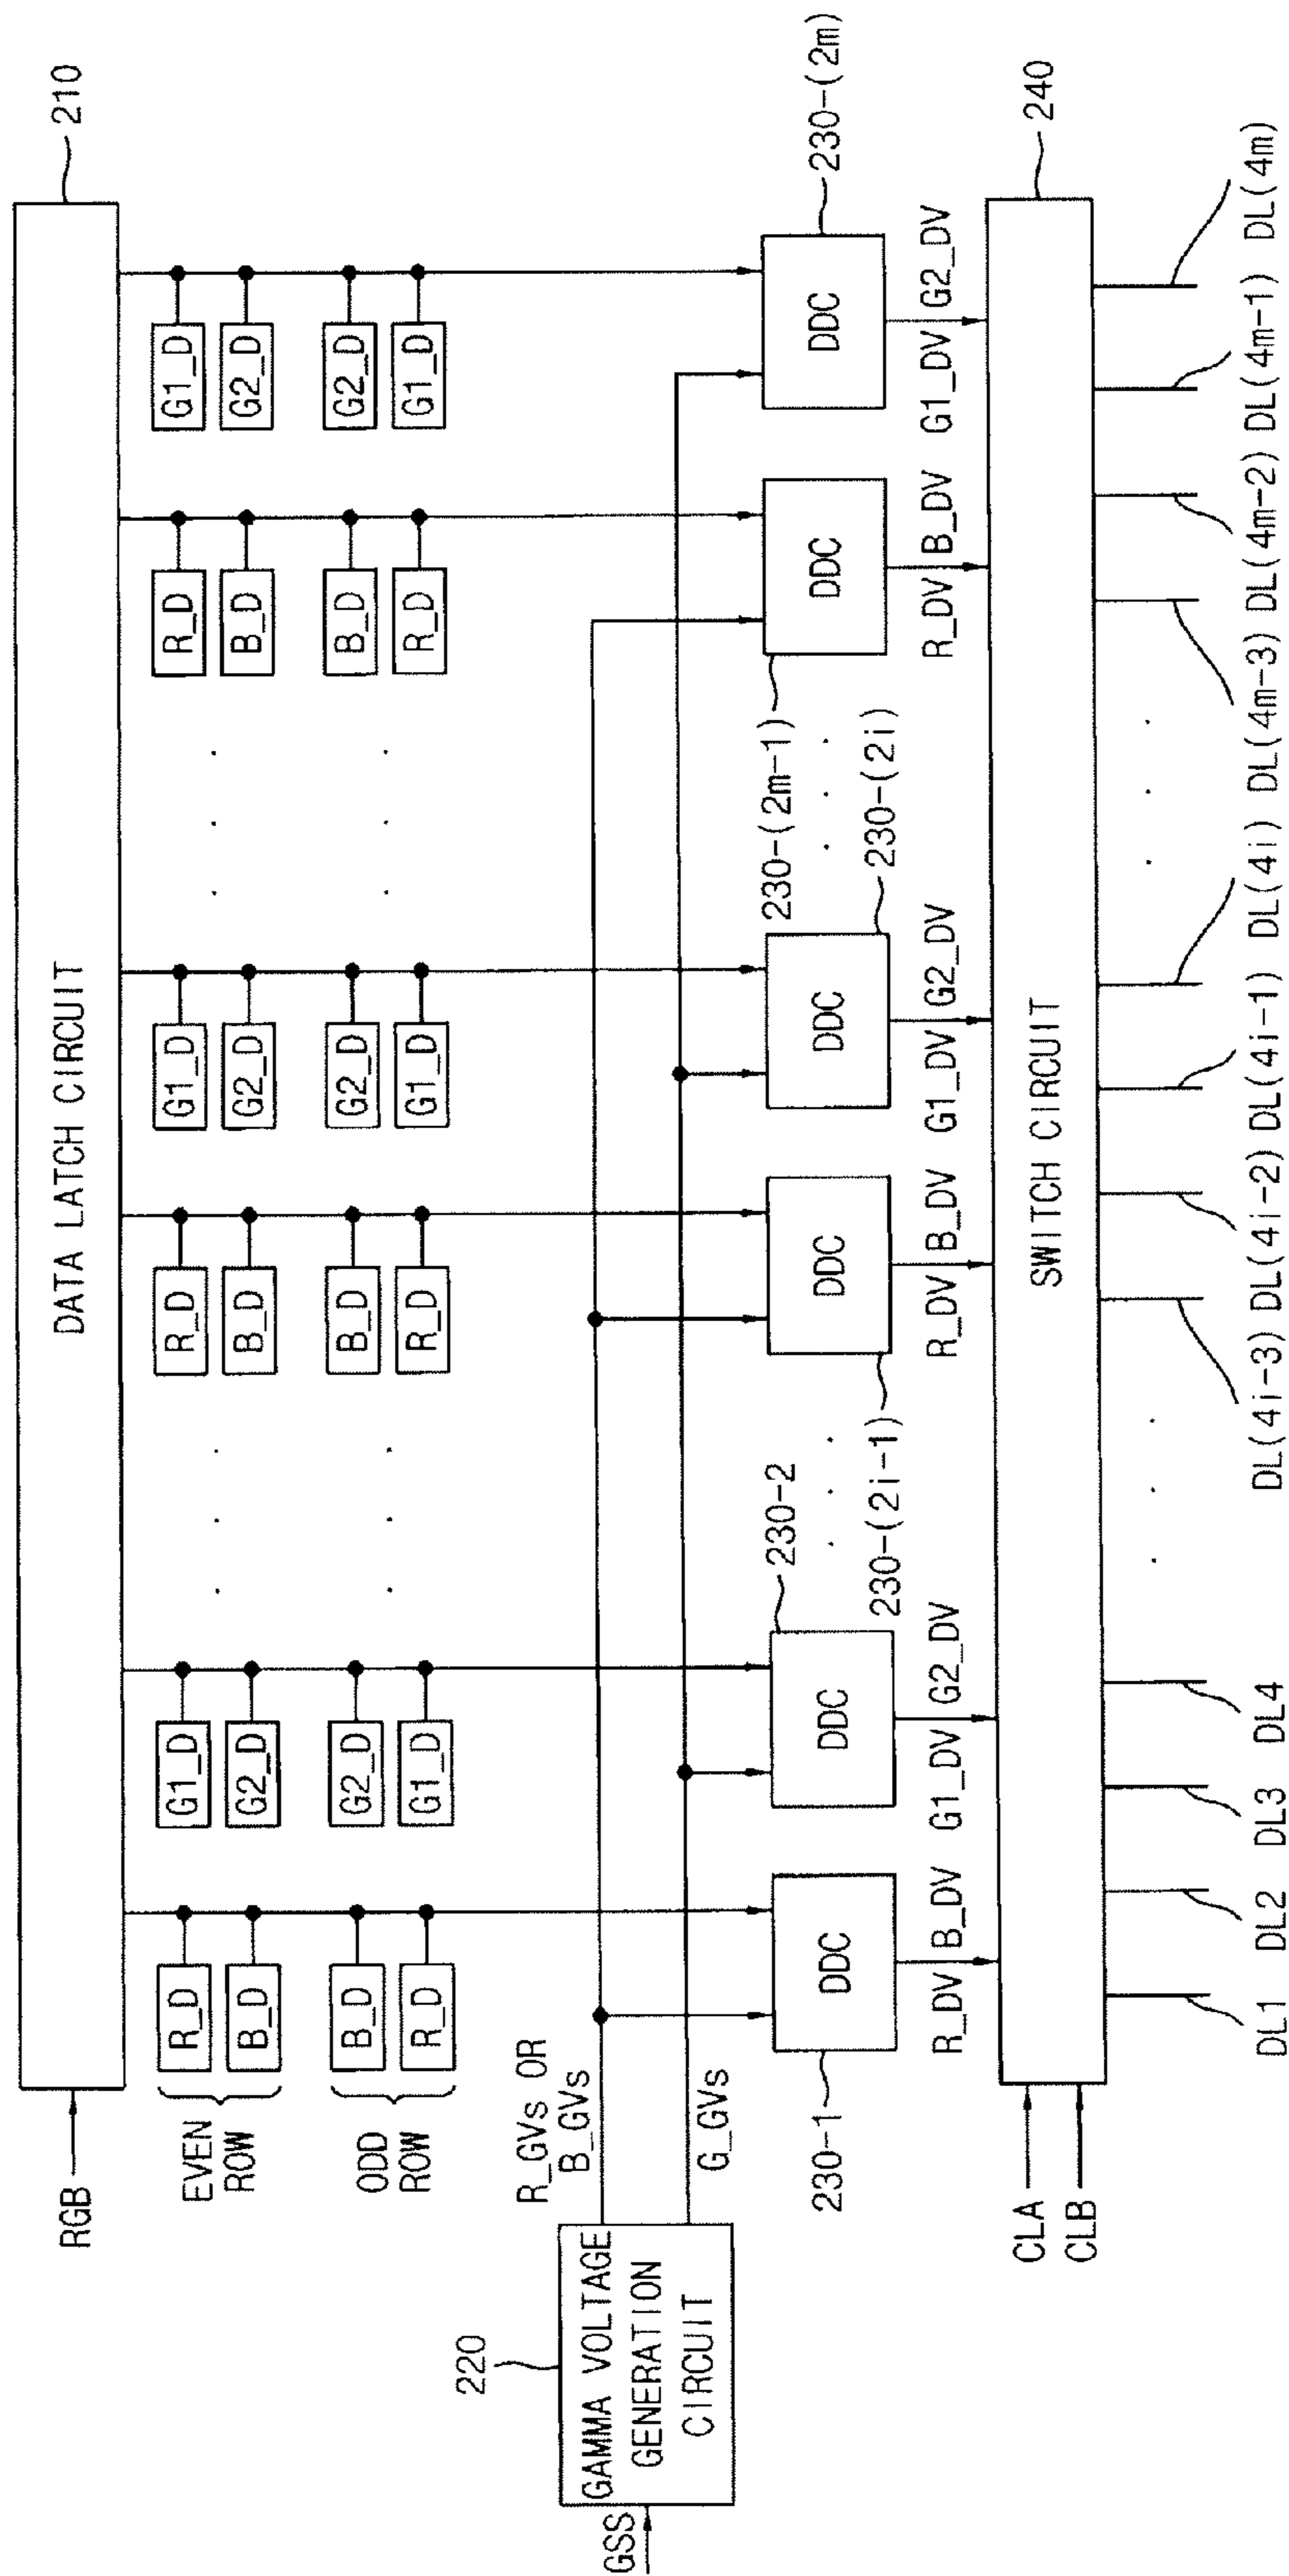 210
DATA LATCH CIRCUIT
RGB
EVEN
ROW
R_D
B_D
G1_D
G2_D
R_D
B_D
G1_D
G2_D
R_D
B_D
G1_D
G2_D
ODD
ROW
B_D
R_D
G2_D
G1_D
B_D
R_D
G2_D
G1_D
B_D
R_D
G2_D
G1_D
220
GAMMA VOLTAGE
GENERATION
CIRCUIT
GSS
R_GVs OR
B_GVs
G_GVs
230-1
DDC
230-2
DDC
230-(2i-1)
DDC
230-(2i)
DDC
230-(2m-1)
DDC
230-(2m)
DDC
R_DV
B_DV
G1_DV
G2_DV
R_DV
B_DV
G1_DV
G2_DV
R_DV
B_DV
G1_DV
G2_DV
240
CLA
CLB
SWITCH CIRCUIT
DL1
DL2
DL3
DL4
DL(4i-3)
DL(4i-2)
DL(4i-1)
DL(4i)
DL(4m-3)
DL(4m-2)
DL(4m-1)
DL(4m)